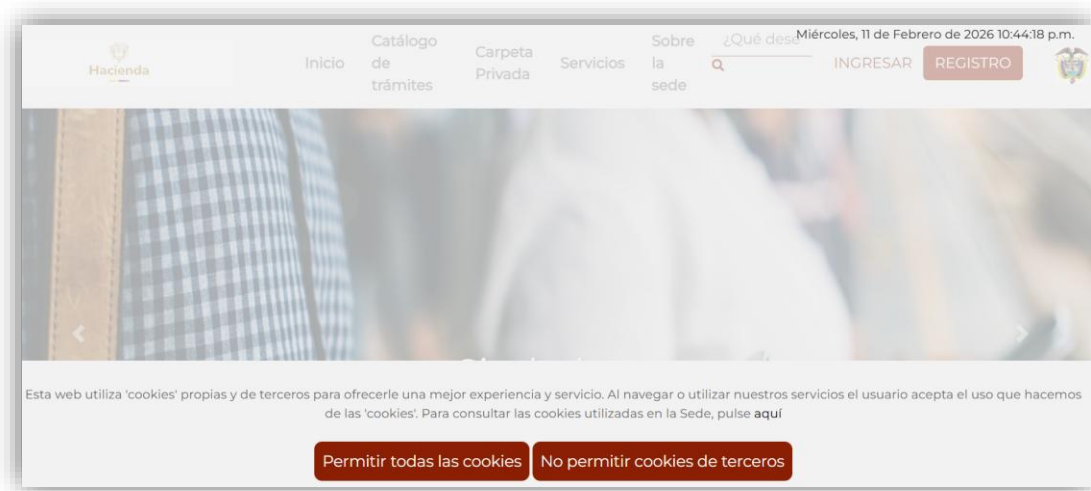 Miércoles, 11 de Febrero de 2026 10:44:18 p.m.
Hacienda
Inicio
Catálogo
de
trámites
Carpeta
Privada
Servicios
Sobre
la
sede
¿Qué dese
INGRESAR
REGISTRO
Esta web utiliza 'cookies' propias y de terceros para ofrecerle una mejor experiencia y servicio. Al navegar o utilizar nuestros servicios el usuario acepta el uso que hacemos
de las 'cookies'. Para consultar las cookies utilizadas en la Sede, pulse aquí
Permitir todas las cookies
No permitir cookies de terceros